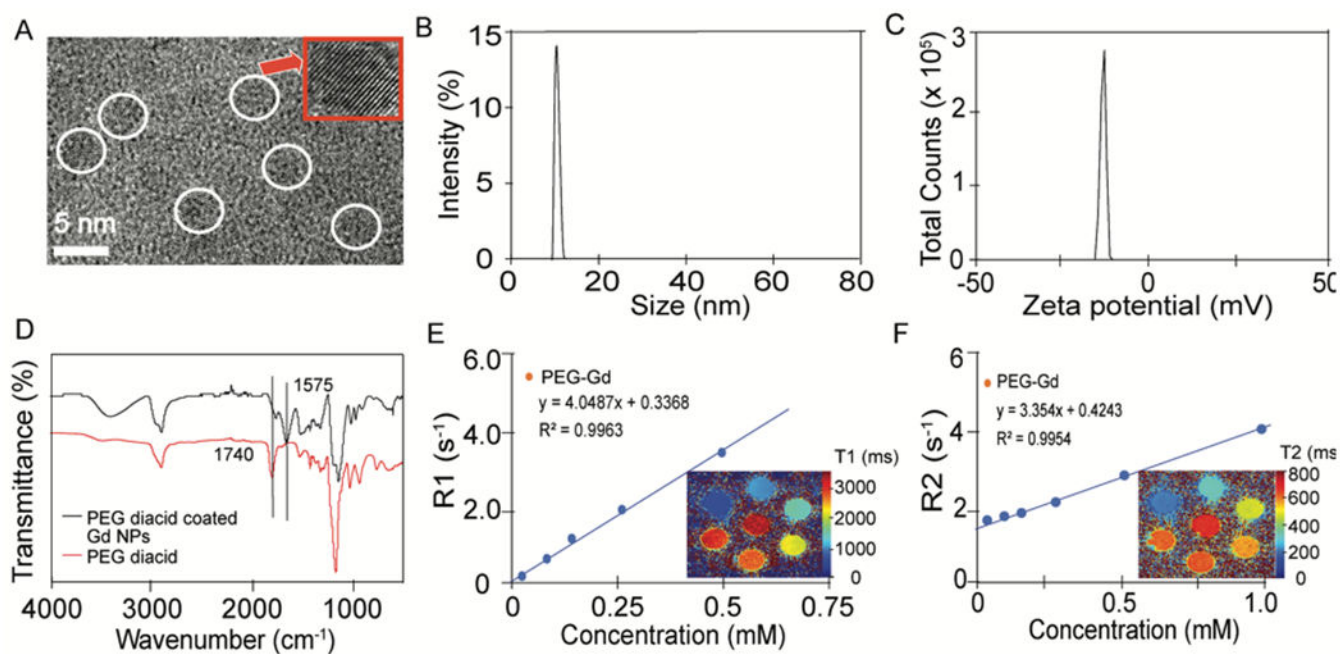 A
5 nm
B
Intensity (%)
15
10
5
0
0 20 40 60 80
Size (nm)
C
Total Counts (x 10⁵)
3
2
1
0
-50 0 50
Zeta potential (mV)
D
Transmittance (%)
1575
1740
PEG diacid coated
Gd NPs
PEG diacid
4000 3000 2000 1000
Wavenumber (cm⁻¹)
E
R1 (s⁻¹)
6.0
4.0
2.0
0
PEG-Gd
y = 4.0487x + 0.3368
R² = 0.9963
T1 (ms)
3000
2000
1000
0
0 0.25 0.50 0.75
Concentration (mM)
F
R2 (s⁻¹)
6
4
2
0
PEG-Gd
y = 3.354x + 0.4243
R² = 0.9954
T2 (ms)
800
600
400
200
0
0 0.5 1.0
Concentration (mM)